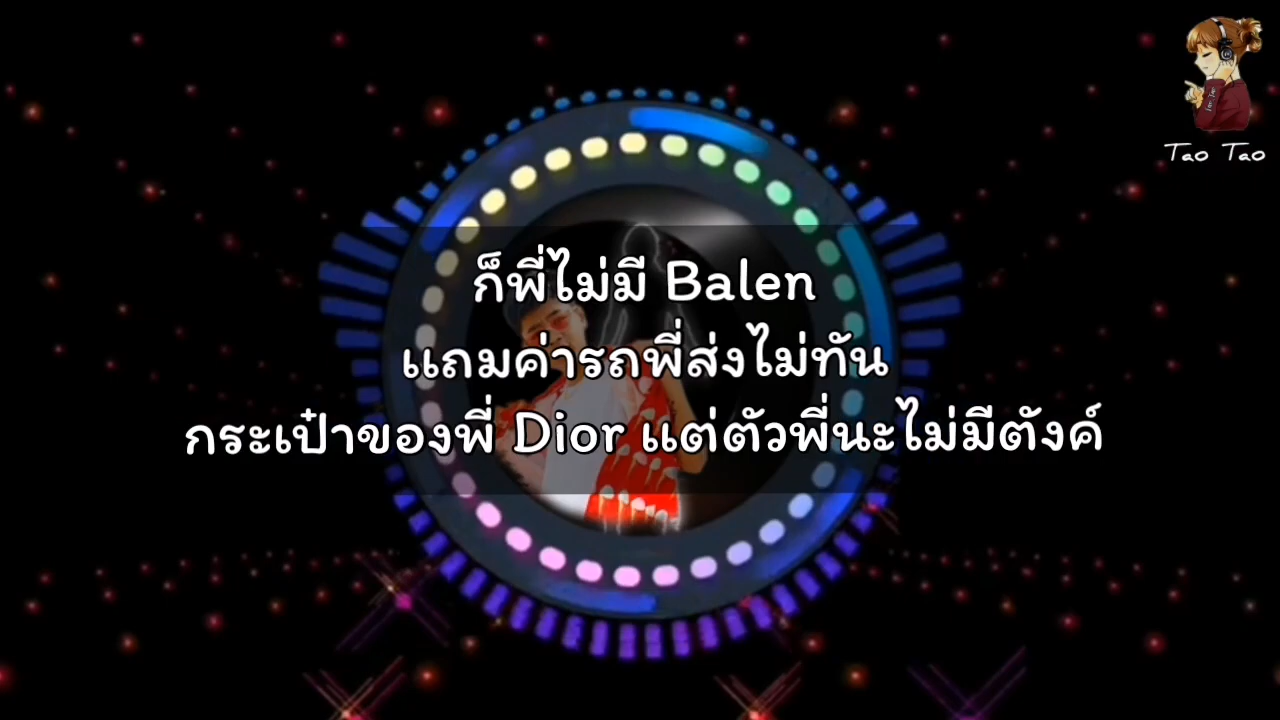 Tao Tao
ก็พี่ไม่มี Balen
แถมค่ารถพี่ส่งไม่ทัน
กระเป๋าของพี่ Dior แต่ตัวพี่นะไม่มีตังค์